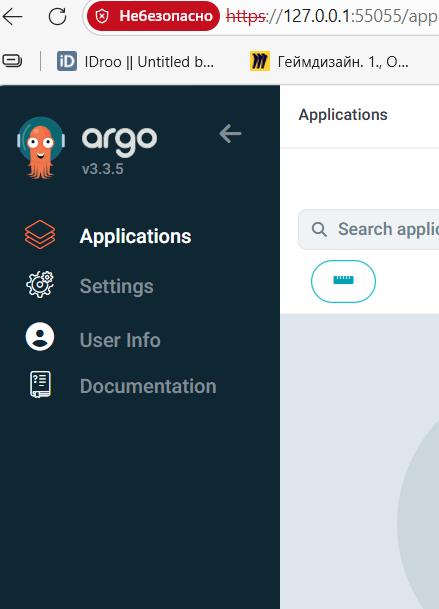 Небезопасно https://127.0.0.1:55055/app
iD IDroo || Untitled b... Геймдизайн. 1., О...
argo
v3.3.5
Applications
Settings
User Info
Documentation
Applications
Search applic